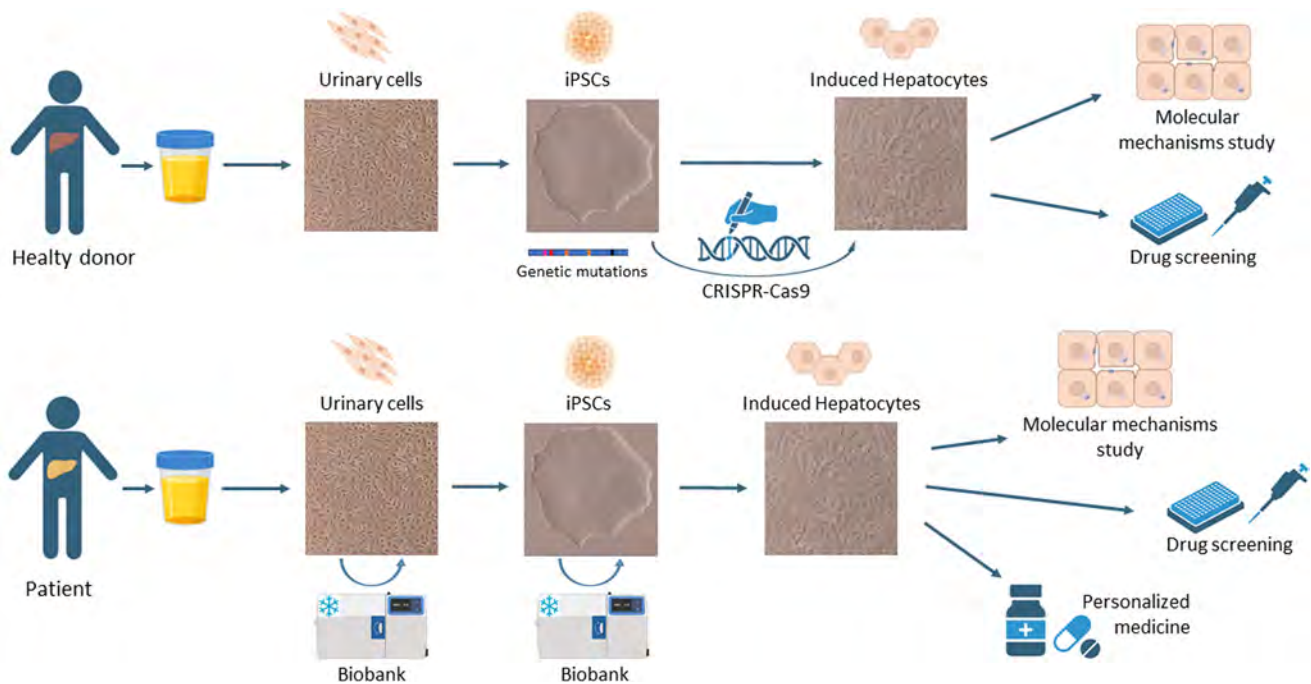 Urinary cells
iPSCs
Induced Hepatocytes
Molecular
mechanisms study
Healty donor
Genetic mutations
CRISPR-Cas9
Drug screening
Urinary cells
iPSCs
Induced Hepatocytes
Molecular mechanisms
study
Drug screening
Patient
Personalized
medicine
Biobank
Biobank